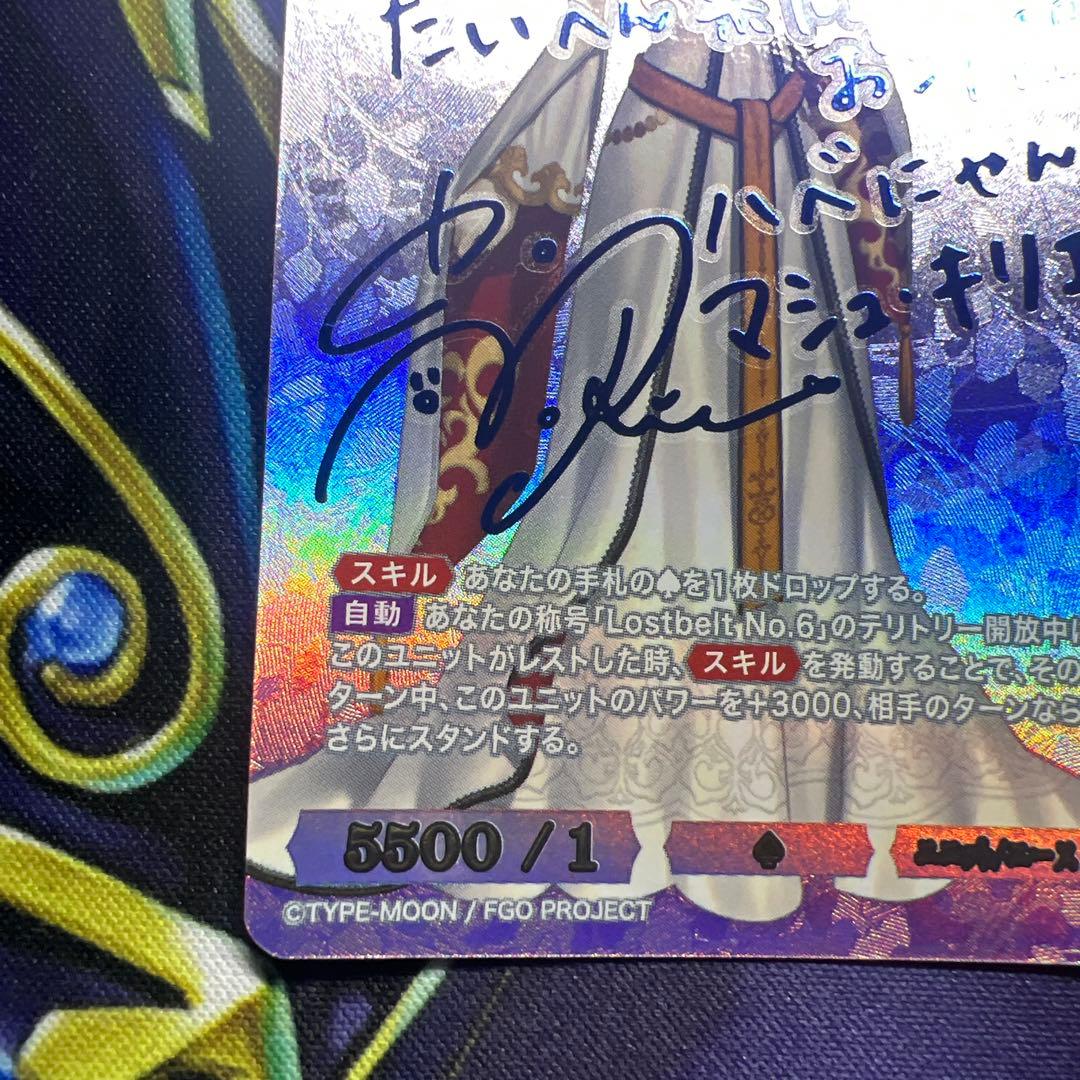 たいへん
お
ハベにゃん
マシュ・キリエ
スキル あなたの手札の♠を1枚ドロップする。
自動 あなたの称号「Lostbelt No.6」のテリトリー開放中に
このユニットがレストした時、スキル を発動することで、その
ターン中、このユニットのパワーを+3000、相手のターンなら
さらにスタンドする。
5500 / 1 ♠
©TYPE-MOON / FGO PROJECT